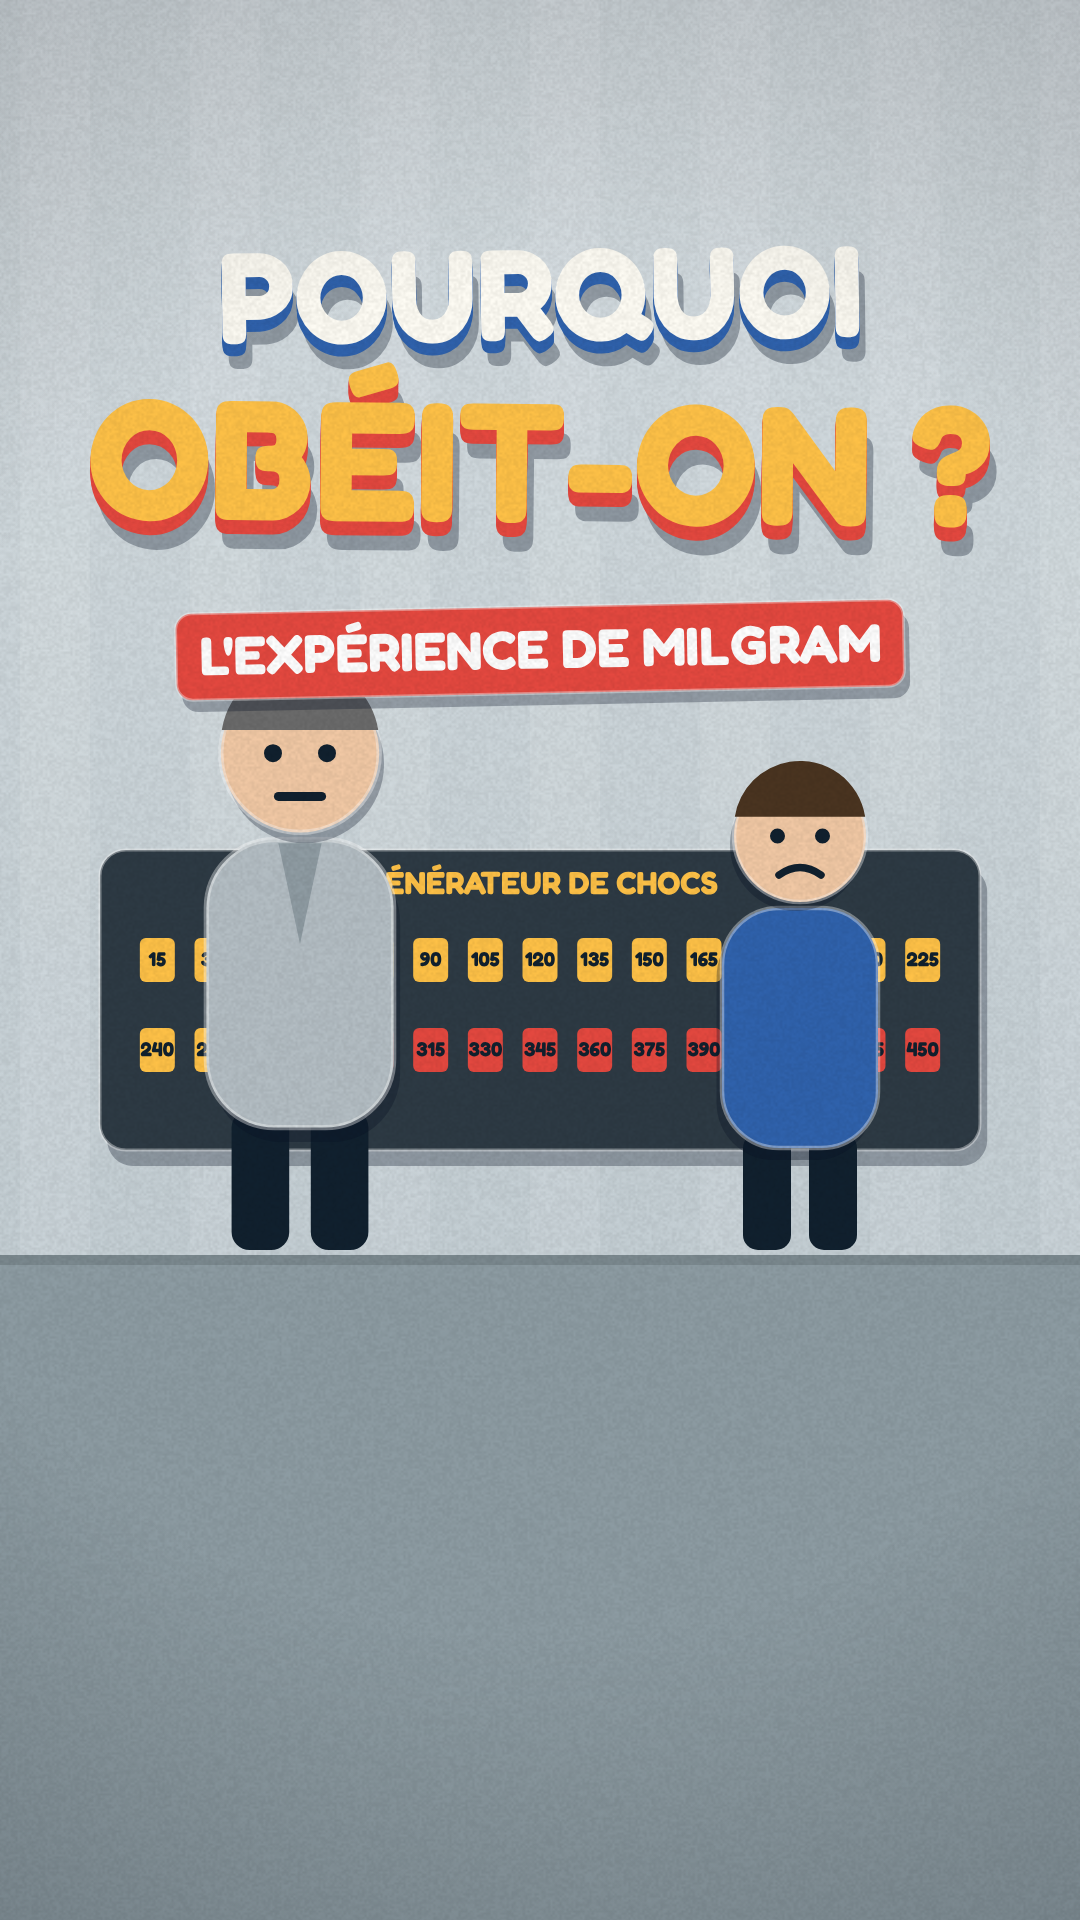 POURQUOI
OBÉIT-ON ?
L'EXPÉRIENCE DE MILGRAM
ÉNÉRATEUR DE CHOCS
15 90 105 120 135 150 165 225
240 315 330 345 360 375 390 450